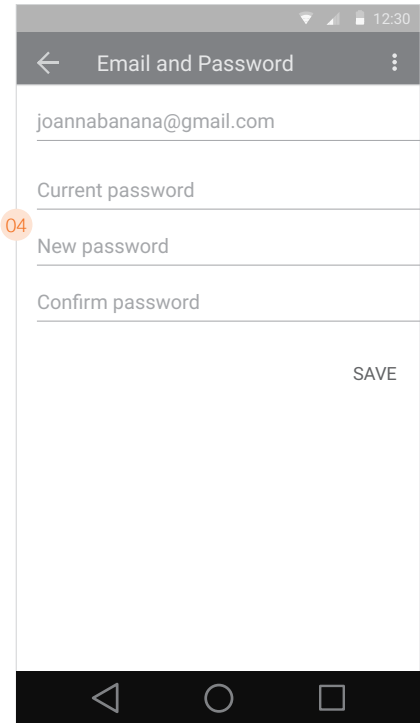 12:30
Email and Password
joannabanana@gmail.com
Current password
04
New password
Confirm password
SAVE